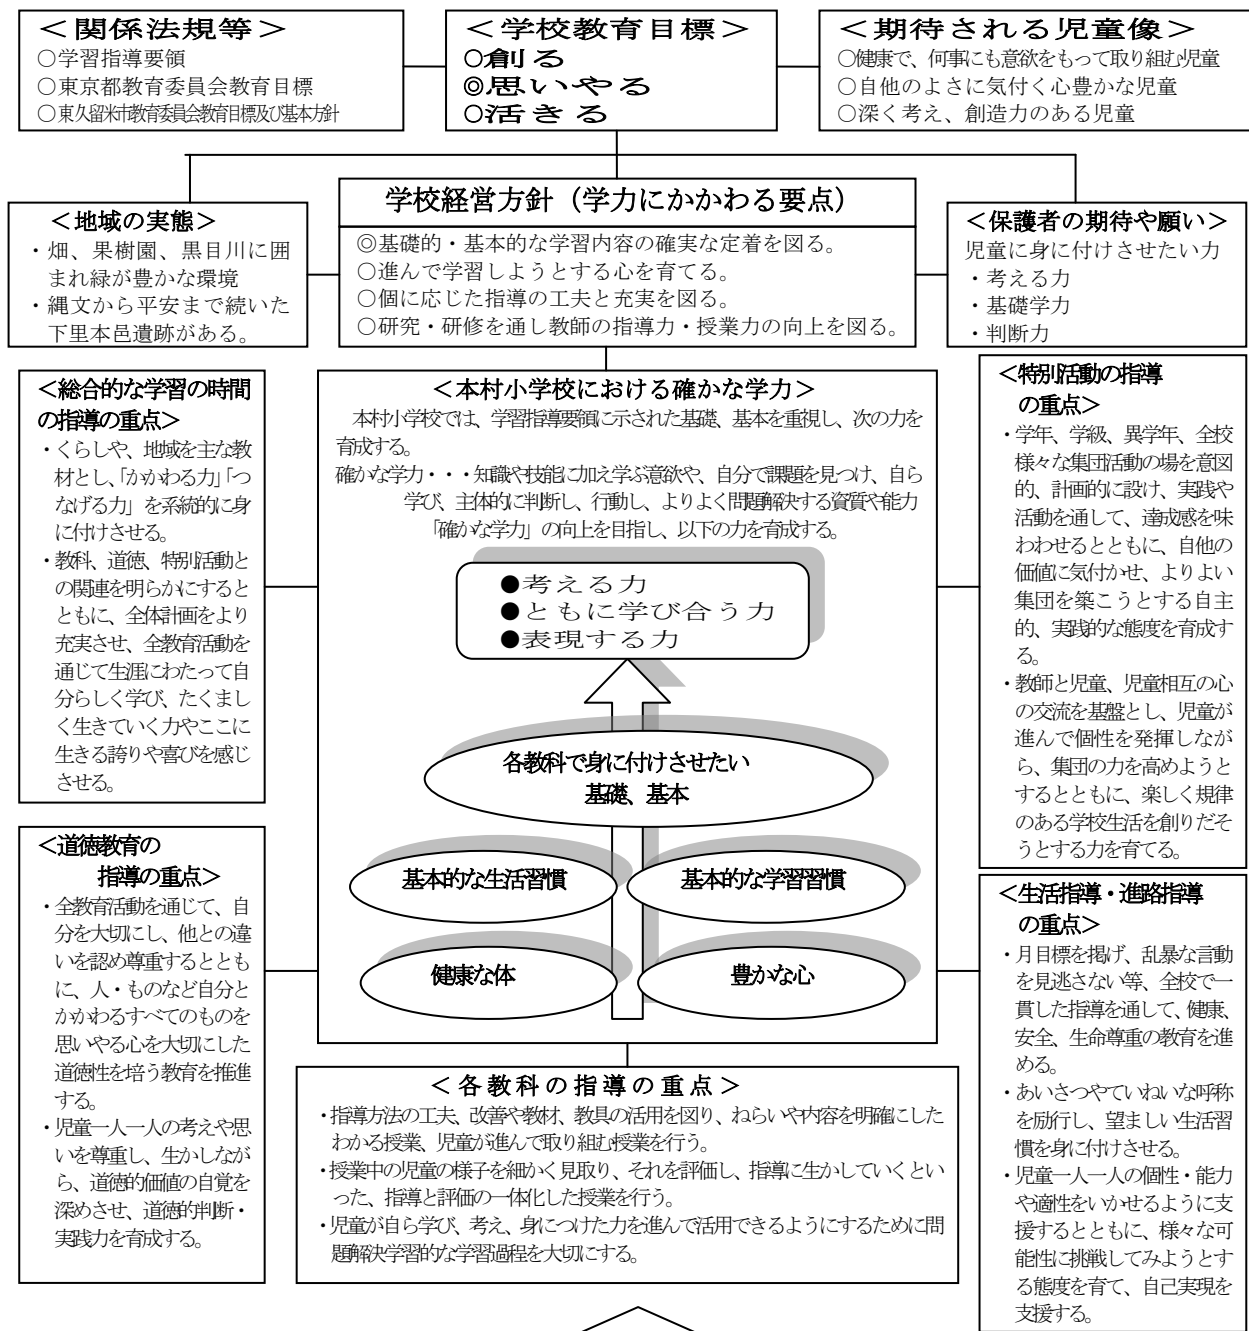 ＜関係法規等＞
○学習指導要領
○東京都教育委員会教育目標
○東久留米市教育委員会教育目標及び基本方針
＜学校教育目標＞
○創る
◎思いやる
○活きる
＜期待される児童像＞
○健康で、何事にも意欲をもって取り組む児童
○自他のよさに気付く心豊かな児童
○深く考え、創造力のある児童
＜地域の実態＞
・畑、果樹園、黒目川に囲
まれ緑が豊かな環境
・縄文から平安まで続いた
下里本邑遺跡がある。
学校経営方針（学力にかかわる要点）
◎基礎的・基本的な学習内容の確実な定着を図る。
○進んで学習しようとする心を育てる。
○個に応じた指導の工夫と充実を図る。
○研究・研修を通し教師の指導力・授業力の向上を図る。
＜保護者の期待や願い＞
児童に身に付けさせたい力
・考える力
・基礎学力
・判断力
＜総合的な学習の時間
の指導の重点＞
・くらしや、地域を主な教
材とし、「かかわる力」「つ
なげる力」を系統的に身
に付けさせる。
・教科、道徳、特別活動と
の関連を明らかにすると
ともに、全体計画をより
充実させ、全教育活動を
通じて生涯にわたって自
分らしく学び、たくまし
く生きていく力やここに
生きる誇りや喜びを感じ
させる。
＜本村小学校における確かな学力＞
本村小学校では、学習指導要領に示された基礎、基本を重視し、次の力を
育成する。
確かな学力・・・知識や技能に加え学ぶ意欲や、自分で課題を見つけ、自ら
学び、主体的に判断し、行動し、よりよく問題解決する資質や能力
「確かな学力」の向上を目指し、以下の力を育成する。
●考える力
●ともに学び合う力
●表現する力
各教科で身に付けさせたい
基礎、基本
基本的な生活習慣
基本的な学習習慣
健康な体
豊かな心
＜特別活動の指導
の重点＞
・学年、学級、異学年、全校
様々な集団活動の場を意図
的、計画的に設け、実践や
活動を通して、達成感を味
わわせるとともに、自他の
価値に気付かせ、よりよい
集団を築こうとする自主
的、実践的な態度を育成す
る。
・教師と児童、児童相互の心
の交流を基盤とし、児童が
進んで個性を発揮しなが
ら、集団の力を高めようと
するとともに、楽しく規律
のある学校生活を創りだそ
うとする力を育てる。
＜道徳教育の
指導の重点＞
・全教育活動を通じて、自
分を大切にし、他との違
いを認め尊重するととも
に、人・ものなど自分と
かかわるすべてのものを
思いやる心を大切にした
道徳性を培う教育を推進
する。
・児童一人一人の考えや思
いを尊重し、生かしなが
ら、道徳的価値の自覚を
深めさせ、道徳的判断・
実践力を育成する。
＜各教科の指導の重点＞
・指導方法の工夫、改善や教材、教具の活用を図り、ねらいや内容を明確にした
わかる授業、児童が進んで取り組む授業を行う。
・授業中の児童の様子を細かく見取り、それを評価し、指導に生かしていくとい
った、指導と評価の一体化した授業を行う。
・児童が自ら学び、考え、身につけた力を進んで活用できるようにするために問
題解決学習的な学習過程を大切にする。
＜生活指導・進路指導
の重点＞
・月目標を掲げ、乱暴な言動
を見逃さない等、全校で一
貫した指導を通して、健康、
安全、生命尊重の教育を進
める。
・あいさつやていねいな呼称
を励行し、望ましい生活習
慣を身に付けさせる。
・児童一人一人の個性・能力
や適性をいかせるように支
援するとともに、様々な可
能性に挑戦してみようとす
る態度を育て、自己実現を
支援する。